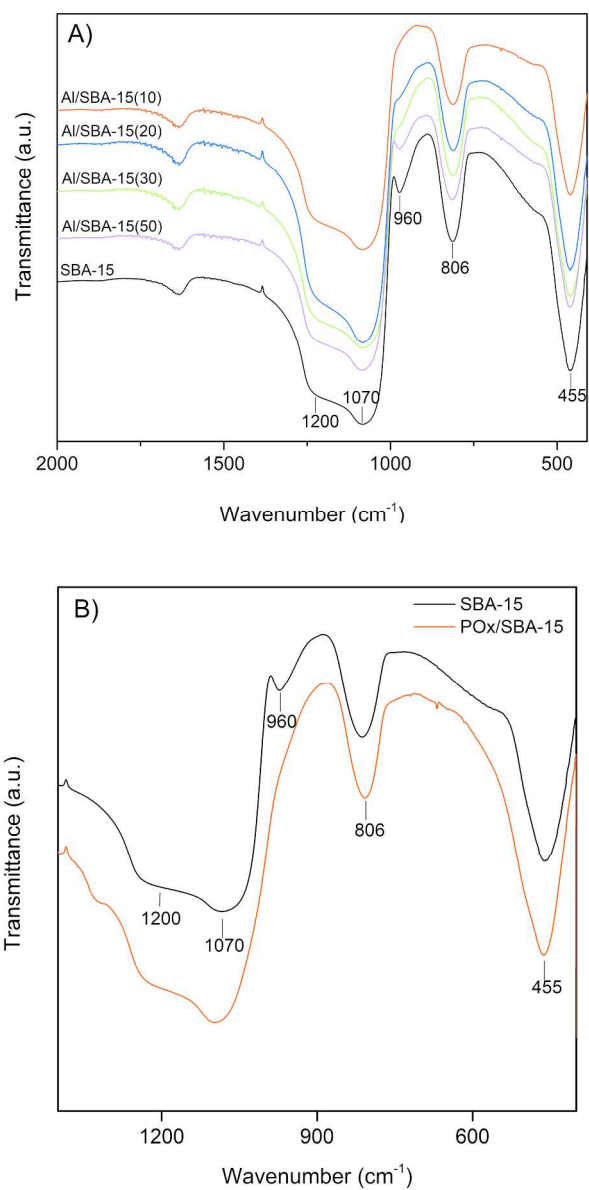 A)
Al/SBA-15(10)
Al/SBA-15(20)
Al/SBA-15(30)
Al/SBA-15(50)
SBA-15
960
806
1070
1200
455
Transmittance (a.u.)
2000 1500 1000 500
Wavenumber (cm⁻¹)
B)
SBA-15
POx/SBA-15
960
806
1200
1070
455
Transmittance (a.u.)
1200 900 600
Wavenumber (cm⁻¹)